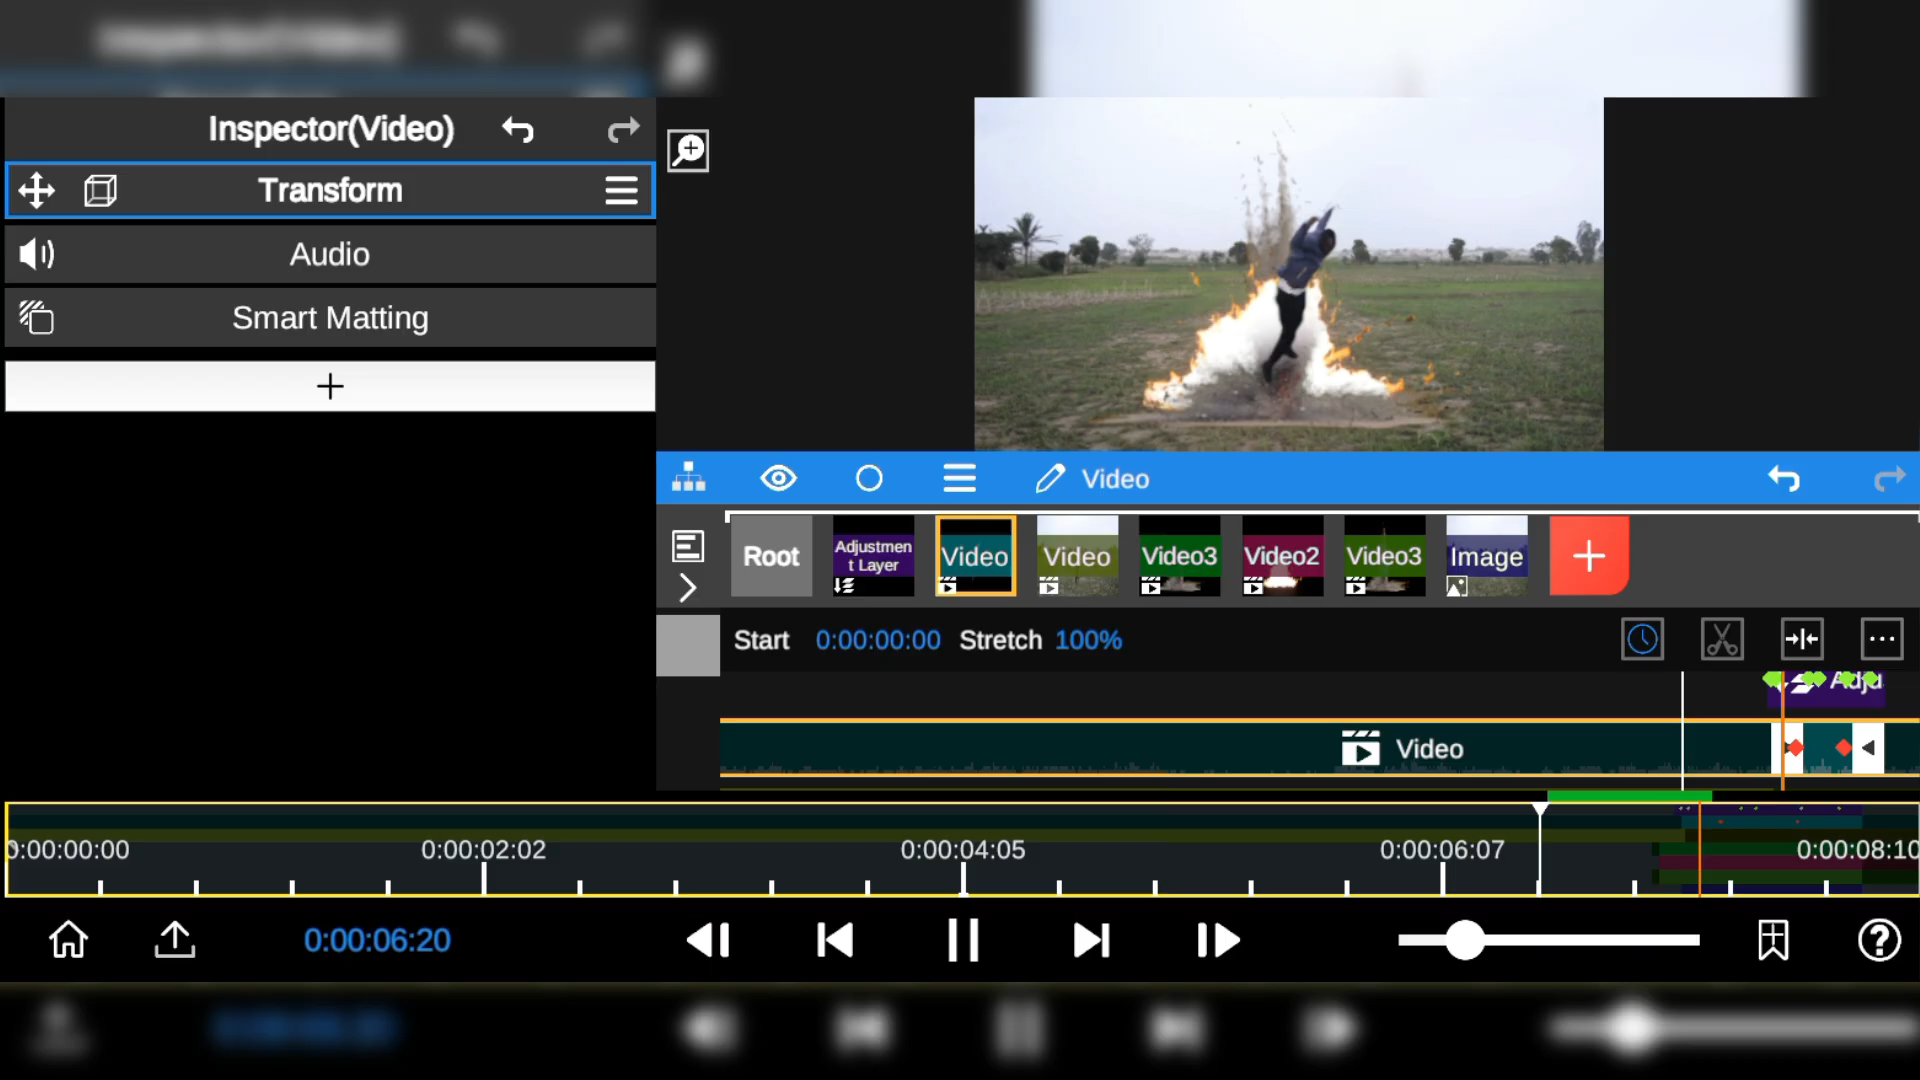 Inspector(Video)
Transform
Audio
Smart Matting
Video
Root
Adjustmen
t Layer
Video
Video
Video3
Video2
Video3
Image
Start 0:00:00:00 Stretch 100%
Adju
Video
0:00:00:00 0:00:02:02 0:00:04:05 0:00:06:07 0:00:08:10
0:00:06:20